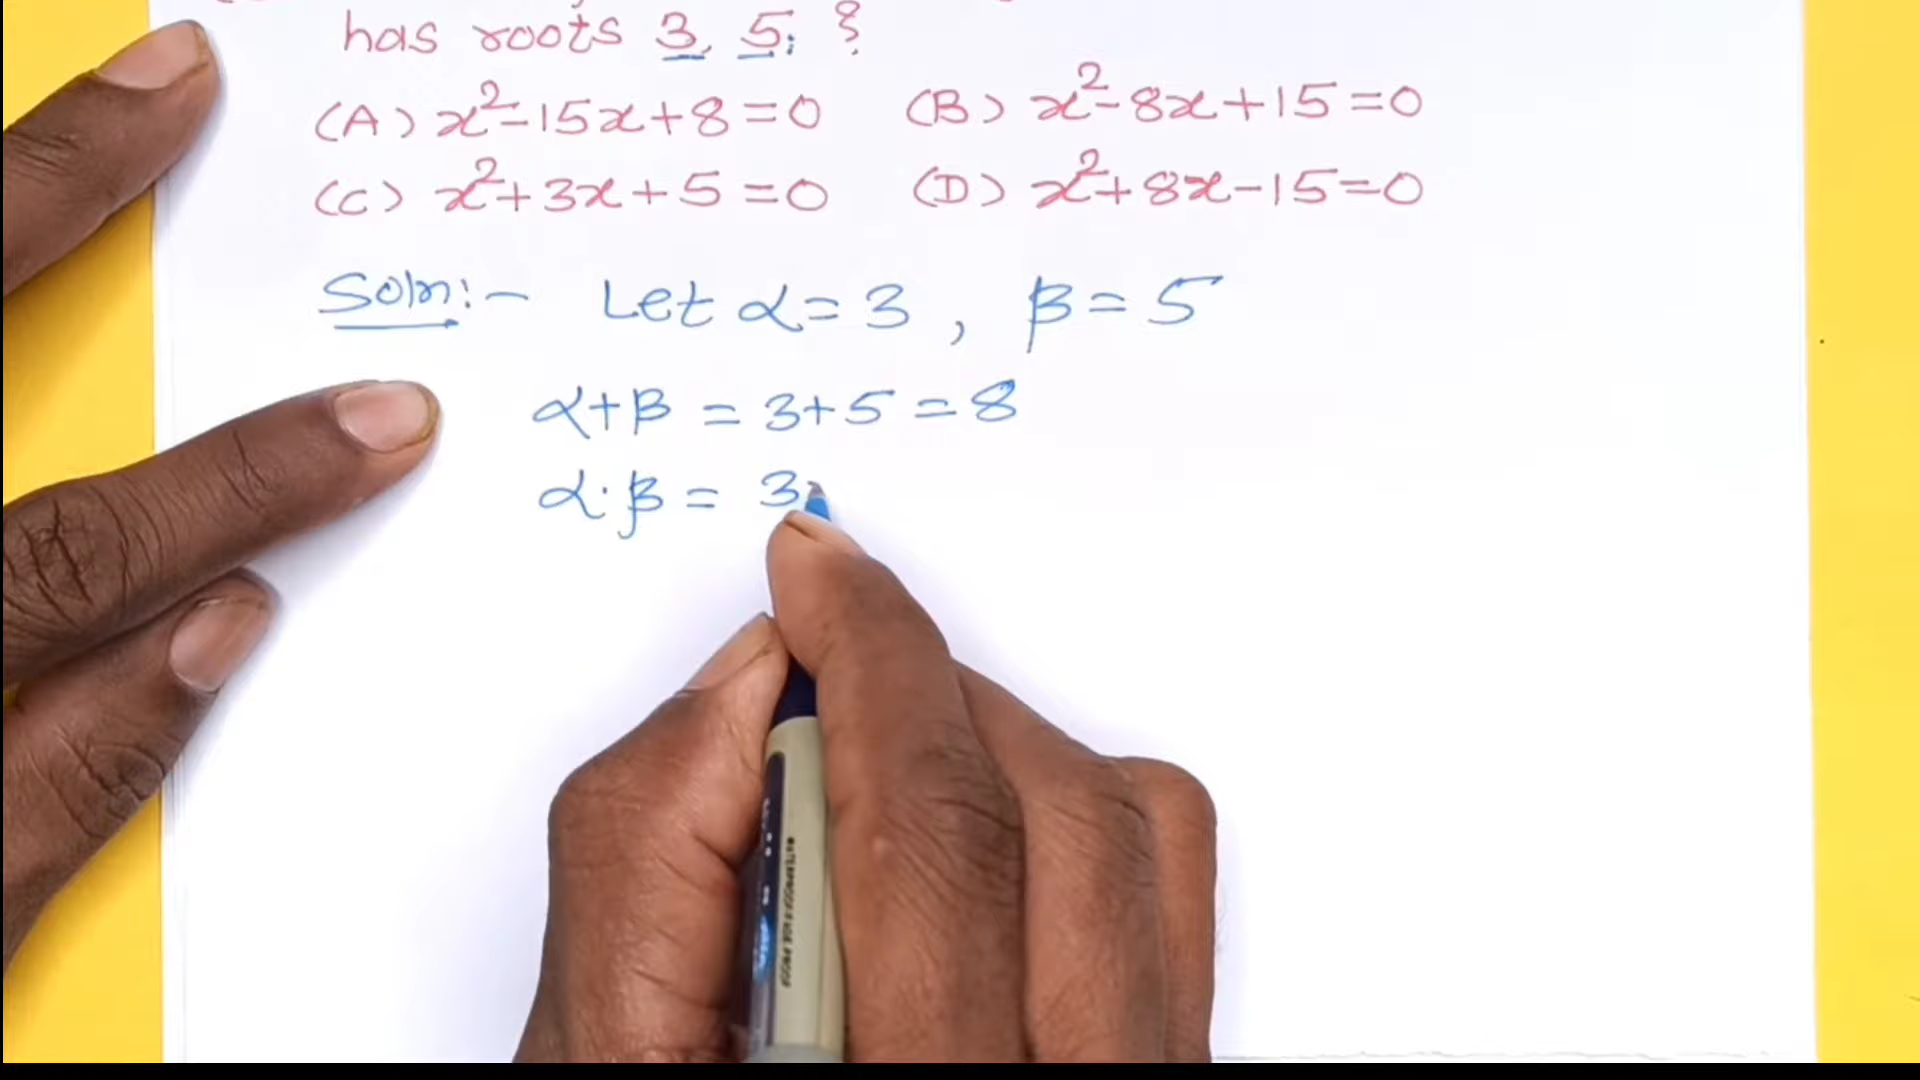 has roots 3, 5; ?
(A) x²-15x+8=0 (B) x²-8x+15=0
(C) x²+3x+5=0 (D) x²+8x-15=0
Soln:- Let α=3, β=5
α+β = 3+5 = 8
α·β = 3